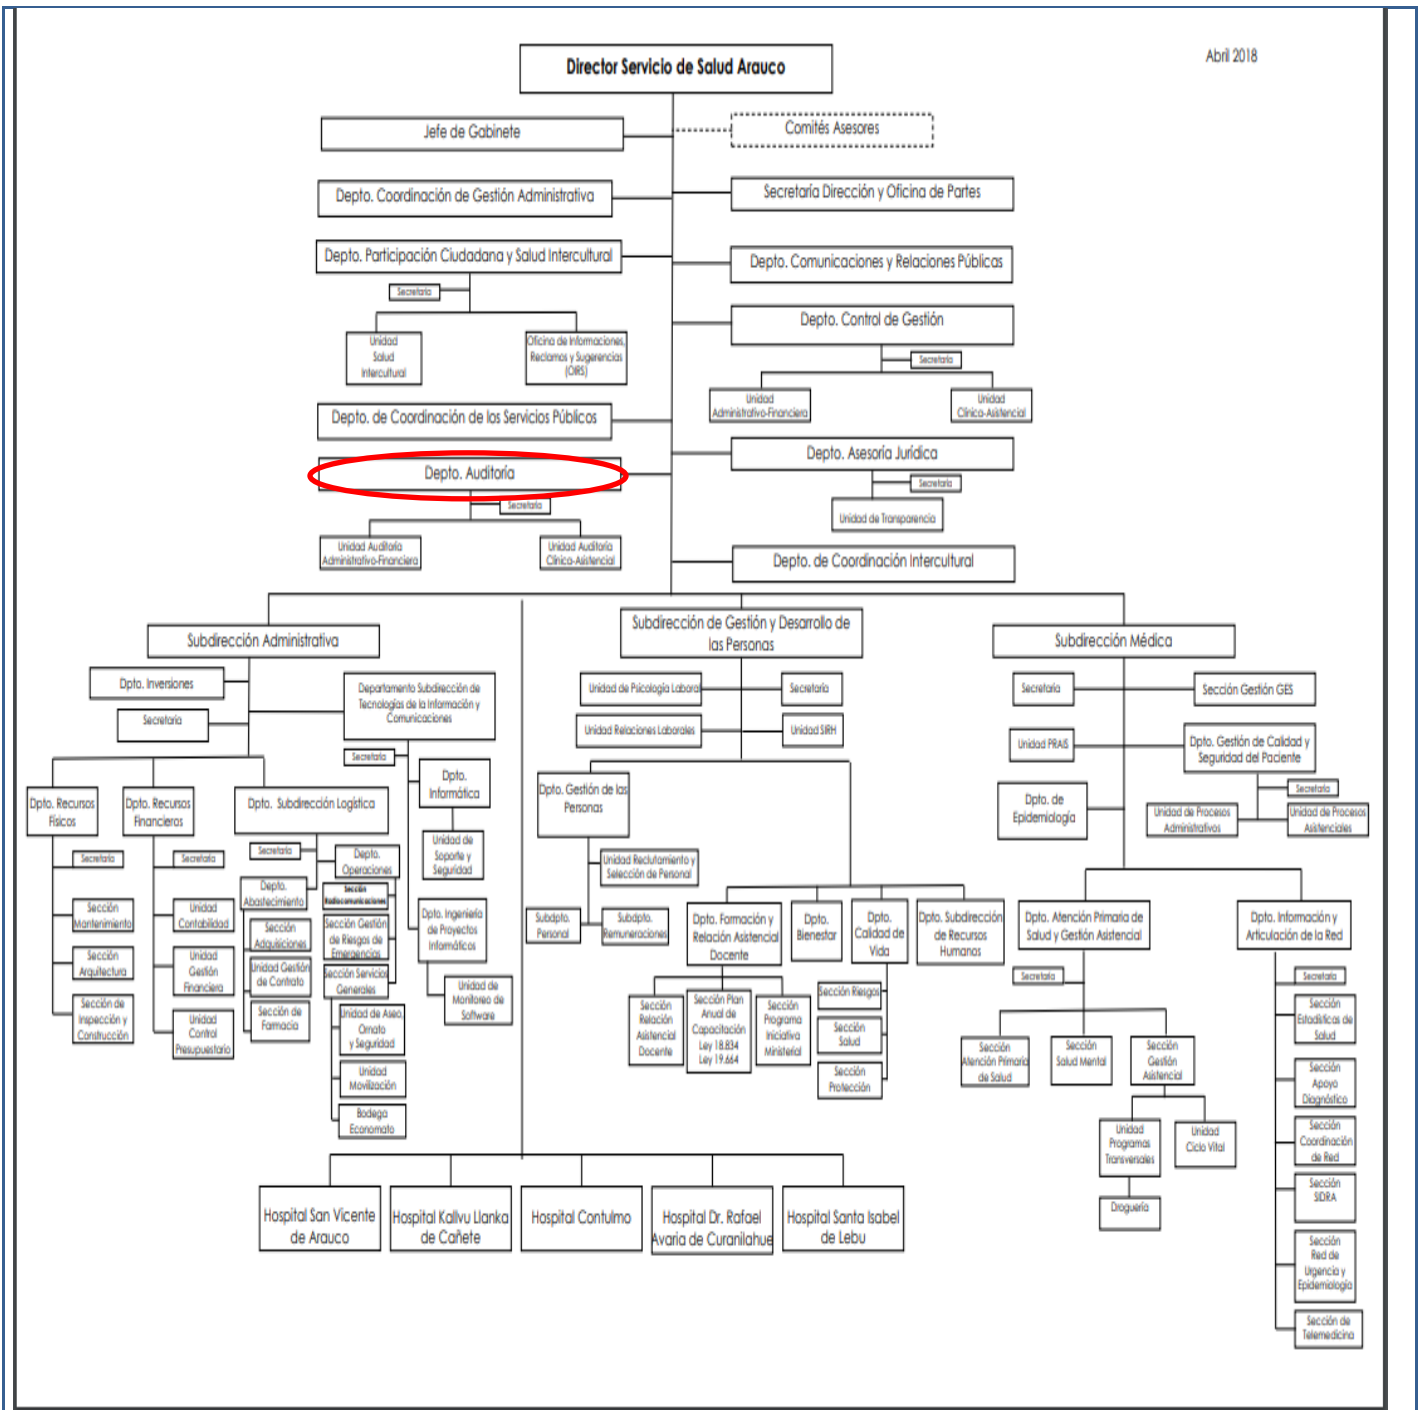 Abril 2018
Director Servicio de Salud Arauco
Jefe de Gabinete
Comités Asesores
Depto. Coordinación de Gestión Administrativa
Secretaría Dirección y Oficina de Partes
Depto. Participación Ciudadana y Salud Intercultural
Depto. Comunicaciones y Relaciones Públicas
Secretaria
Unidad
Salud
Intercultural
Oficina de Informaciones,
Reclamos y Sugerencias
(OIRS)
Depto. Control de Gestión
Secretaria
Unidad
Administrativo-Financiera
Unidad
Clínico-Asistencial
Depto. de Coordinación de los Servicios Públicos
Depto. Auditoría
Secretaria
Unidad Auditoría
Administrativo-Financiera
Unidad Auditoría
Clínico-Asistencial
Depto. Asesoría Jurídica
Secretaria
Unidad de Transparencia
Depto. de Coordinación Intercultural
Subdirección Administrativa
Subdirección de Gestión y Desarrollo de
las Personas
Subdirección Médica
Dpto. Inversiones
Secretaria
Departamento Subdirección de
Tecnologías de la Información y
Comunicaciones
Secretaria
Dpto.
Informática
Unidad de
Soporte y
Seguridad
Dpto. Ingeniería
de Proyectos
Informáticos
Unidad de
Monitoreo de
Software
Dpto. Recursos
Físicos
Secretaria
Sección
Mantenimiento
Sección
Arquitectura
Sección de
Inspección y
Construcción
Dpto. Recursos
Financieros
Secretaria
Unidad
Contabilidad
Unidad
Gestión
Financiera
Unidad
Control
Presupuestario
Dpto. Subdirección Logística
Secretaria
Depto.
Abastecimiento
Sección
Adquisiciones
Unidad Gestión
de Contrato
Sección de
Farmacia
Depto.
Operaciones
Sección
Radiocomunicaciones
Sección Gestión
de Riesgos de
Emergencias
Sección Servicios
Generales
Unidad de Aseo,
Ornato
y Seguridad
Unidad
Movilización
Bodega
Economato
Unidad de Psicología Laboral
Secretaria
Unidad Relaciones Laborales
Unidad SIRH
Dpto. Gestión de las
Personas
Unidad Reclutamiento y
Selección de Personal
Subdpto.
Personal
Subdpto.
Remuneraciones
Dpto. Formación y
Relación Asistencial
Docente
Sección
Relación
Asistencial
Docente
Sección Plan
Anual de
Capacitación
Ley 18.834
Ley 19.664
Sección
Programa
Iniciativa
Ministerial
Dpto.
Bienestar
Dpto.
Calidad de
Vida
Sección Riesgos
Sección
Salud
Sección
Protección
Dpto. Subdirección
de Recursos
Humanos
Secretaria
Sección Gestión GES
Unidad PRAIS
Dpto. Gestión de Calidad y
Seguridad del Paciente
Secretaria
Unidad de Procesos
Administrativos
Unidad de Procesos
Asistenciales
Dpto. de
Epidemiología
Dpto. Atención Primaria de
Salud y Gestión Asistencial
Secretaria
Sección
Atención Primaria
de Salud
Sección
Salud Mental
Sección
Gestión
Asistencial
Unidad
Programas
Transversales
Unidad
Ciclo Vital
Droguería
Dpto. Información y
Articulación de la Red
Secretaria
Sección
Estadísticas de
Salud
Sección
Apoyo
Diagnóstico
Sección
Coordinación
de Red
Sección
SIDRA
Sección
Red de
Urgencia y
Epidemiología
Sección de
Telemedicina
Hospital San Vicente
de Arauco
Hospital Kallvu Llanka
de Cañete
Hospital Contulmo
Hospital Dr. Rafael
Avaria de Curanilahue
Hospital Santa Isabel
de Lebu